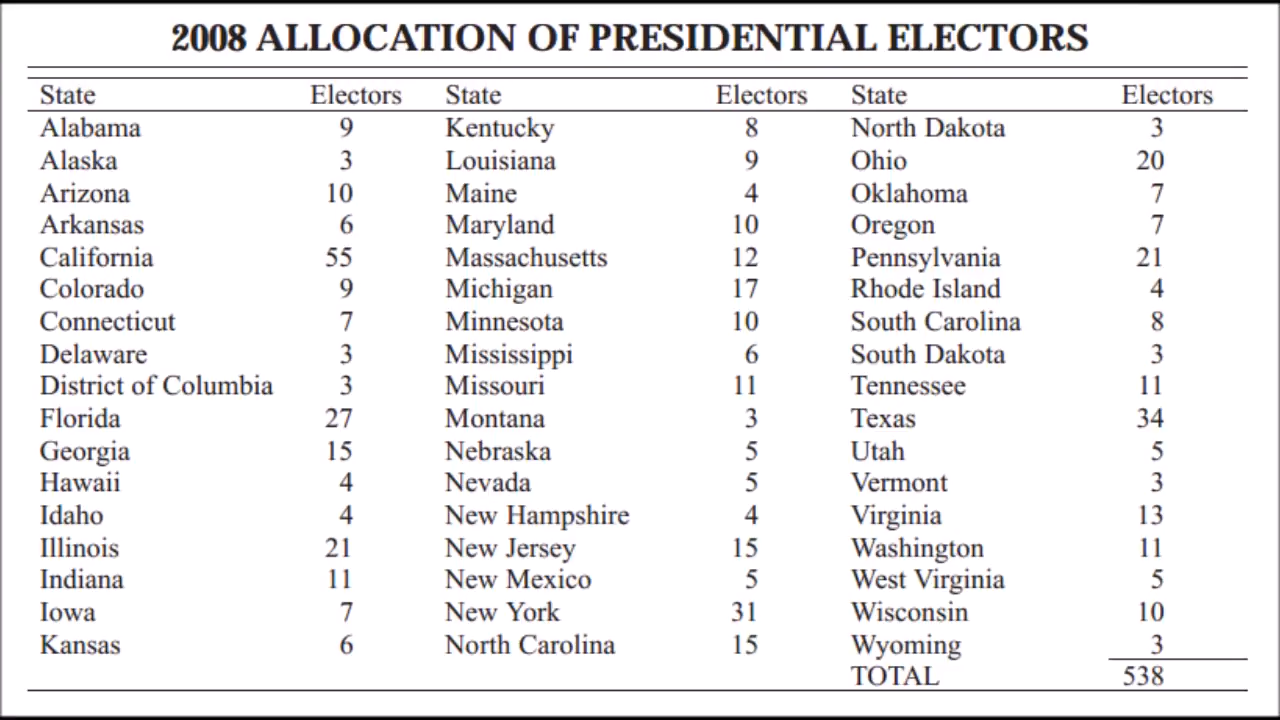 2008 ALLOCATION OF PRESIDENTIAL ELECTORS
State Electors State Electors State Electors
Alabama 9 Kentucky 8 North Dakota 3
Alaska 3 Louisiana 9 Ohio 20
Arizona 10 Maine 4 Oklahoma 7
Arkansas 6 Maryland 10 Oregon 7
California 55 Massachusetts 12 Pennsylvania 21
Colorado 9 Michigan 17 Rhode Island 4
Connecticut 7 Minnesota 10 South Carolina 8
Delaware 3 Mississippi 6 South Dakota 3
District of Columbia 3 Missouri 11 Tennessee 11
Florida 27 Montana 3 Texas 34
Georgia 15 Nebraska 5 Utah 5
Hawaii 4 Nevada 5 Vermont 3
Idaho 4 New Hampshire 4 Virginia 13
Illinois 21 New Jersey 15 Washington 11
Indiana 11 New Mexico 5 West Virginia 5
Iowa 7 New York 31 Wisconsin 10
Kansas 6 North Carolina 15 Wyoming 3
TOTAL 538